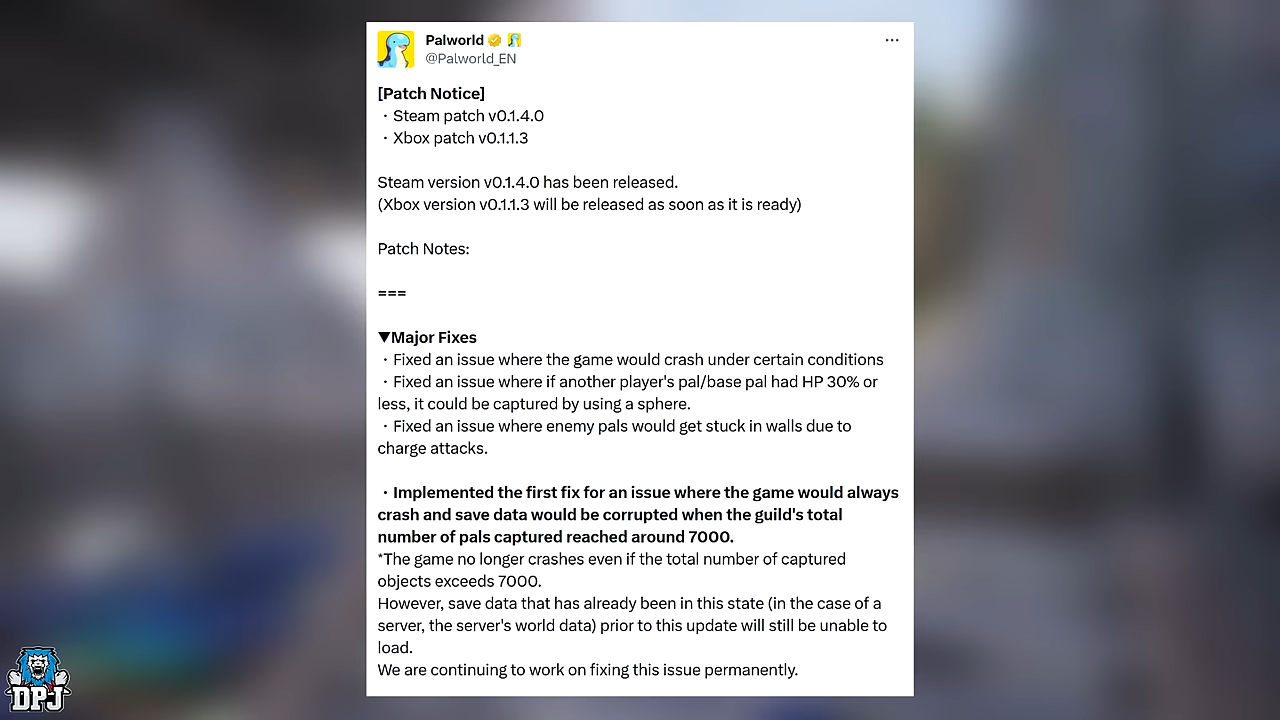 Palworld
@Palworld_EN
[Patch Notice]
・Steam patch v0.1.4.0
・Xbox patch v0.1.1.3
Steam version v0.1.4.0 has been released.
(Xbox version v0.1.1.3 will be released as soon as it is ready)
Patch Notes:
===
▼Major Fixes
・Fixed an issue where the game would crash under certain conditions
・Fixed an issue where if another player's pal/base pal had HP 30% or
less, it could be captured by using a sphere.
・Fixed an issue where enemy pals would get stuck in walls due to
charge attacks.
・Implemented the first fix for an issue where the game would always
crash and save data would be corrupted when the guild's total
number of pals captured reached around 7000.
*The game no longer crashes even if the total number of captured
objects exceeds 7000.
However, save data that has already been in this state (in the case of a
server, the server's world data) prior to this update will still be unable to
load.
We are continuing to work on fixing this issue permanently.
DPJ